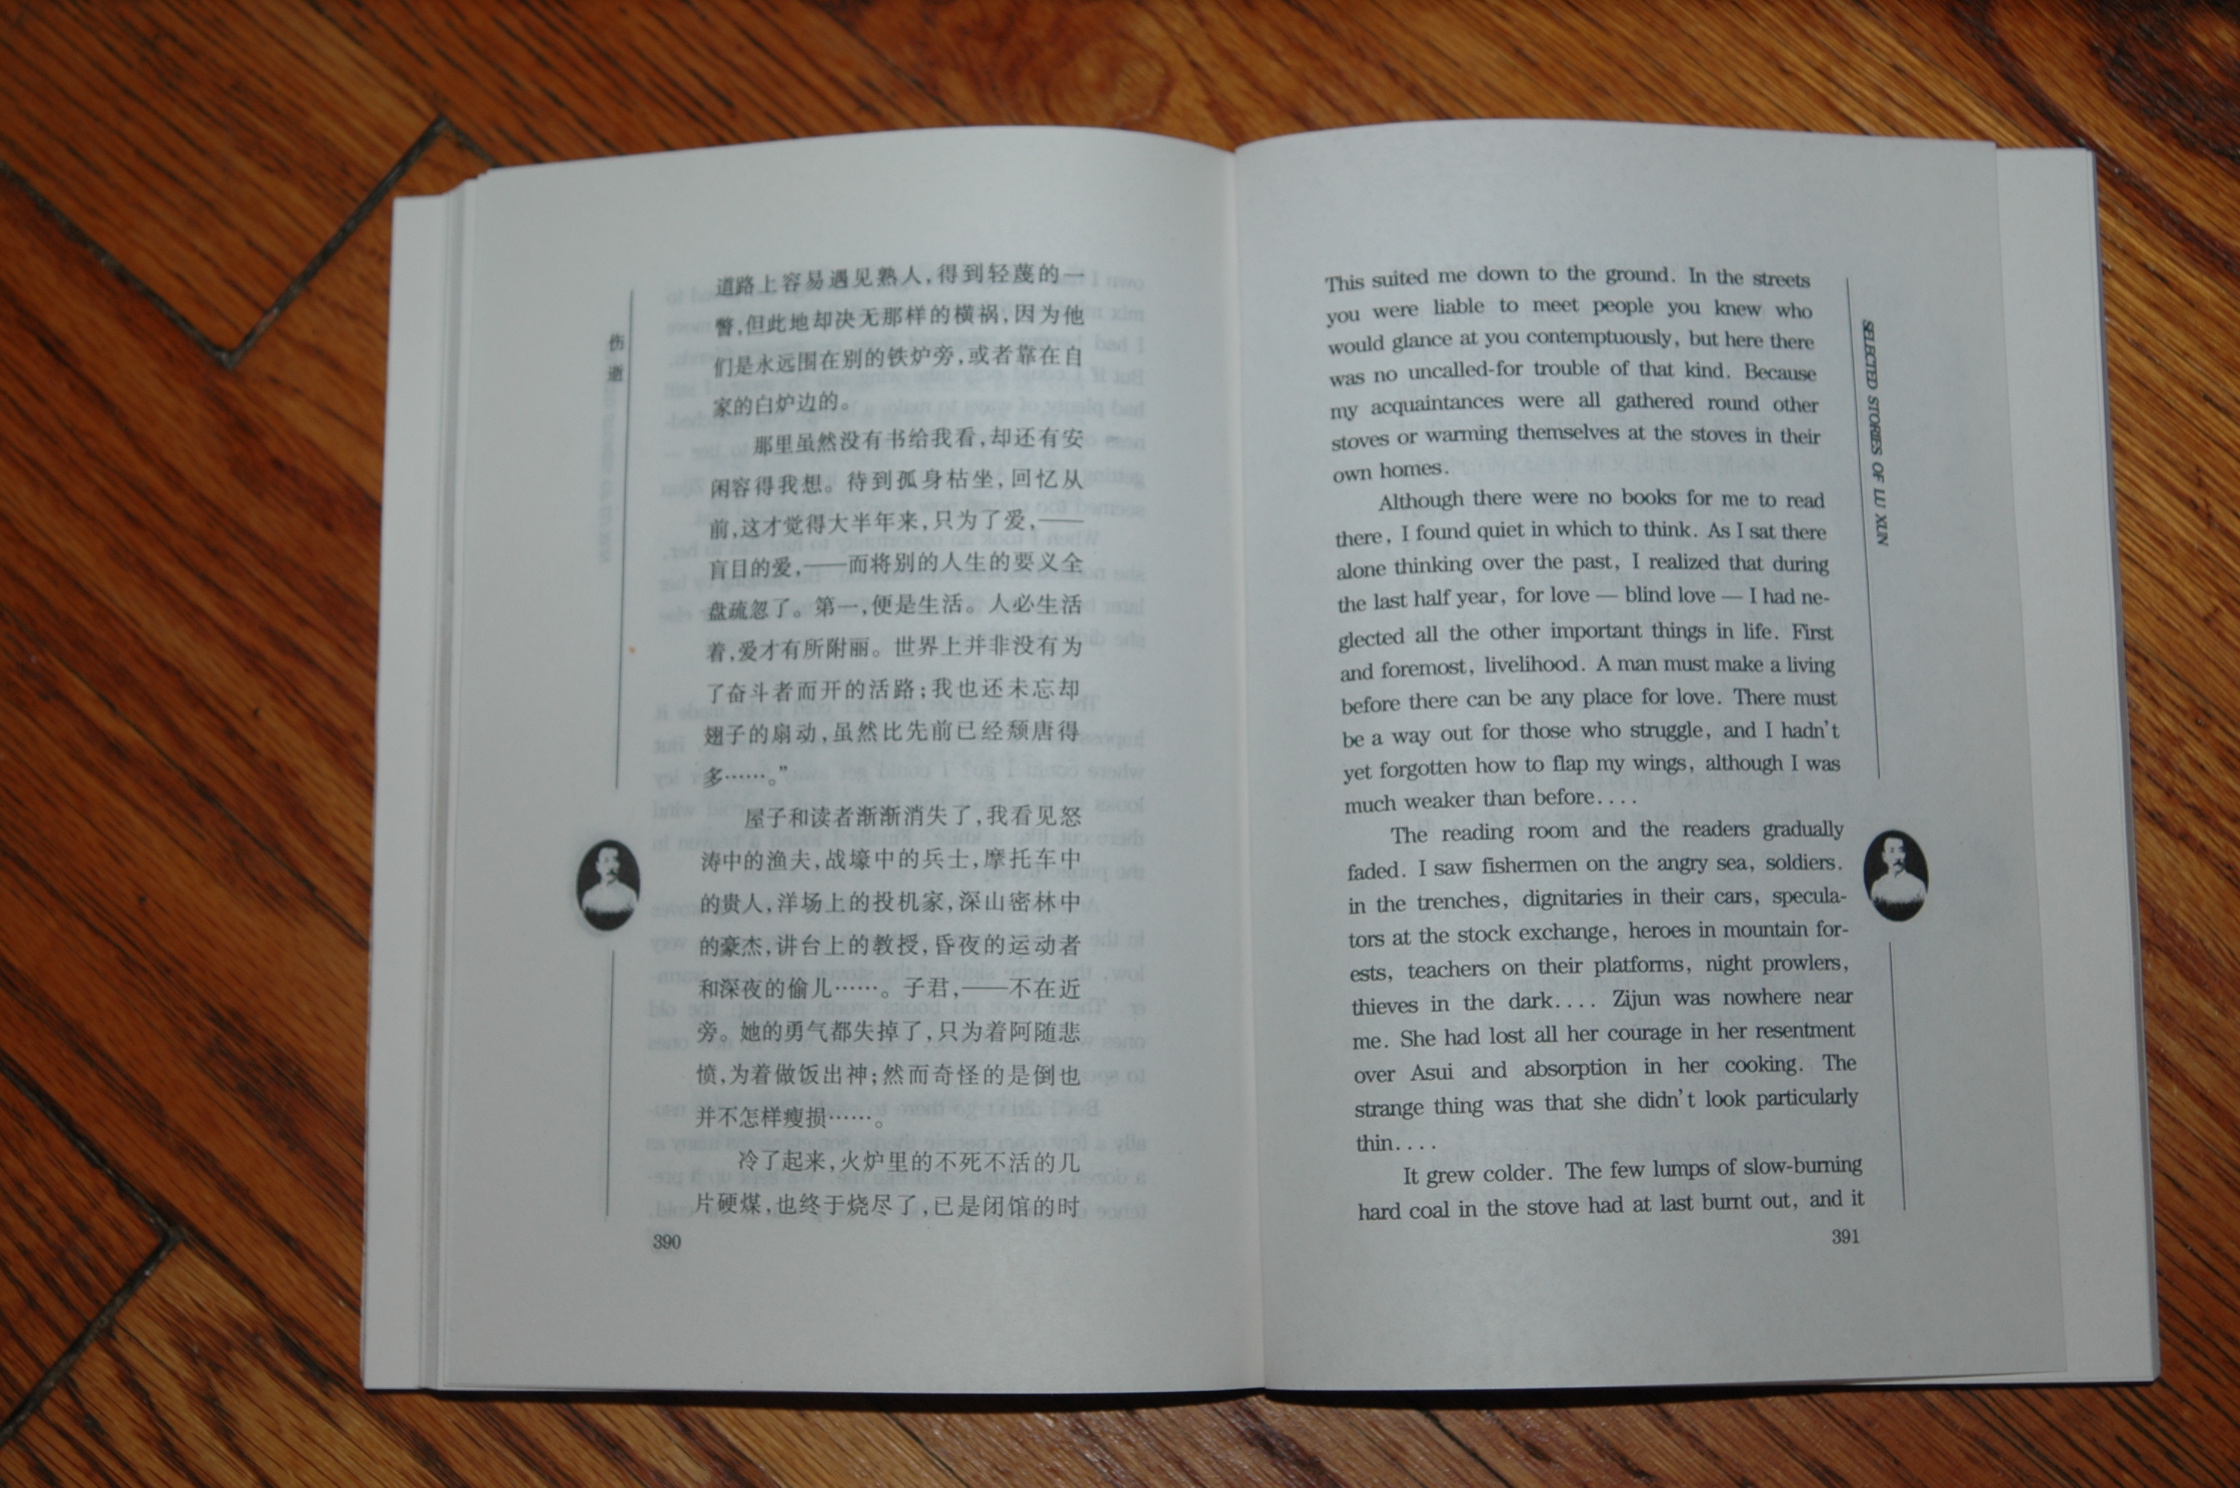 伤
逝
道路上容易遇见熟人,得到轻蔑的一
瞥,但此地却决无那样的横祸,因为他
们是永远围在别的铁炉旁,或者靠在自
家的白炉边的。
那里虽然没有书给我看,却还有安
闲容得我想。待到孤身枯坐,回忆从
前,这才觉得大半年来,只为了爱,——
盲目的爱,——而将别的人生的要义全
盘疏忽了。第一,便是生活。人必生活
着,爱才有所附丽。世界上并非没有为
了奋斗者而开的活路;我也还未忘却
翅子的扇动,虽然比先前已经颓唐得
多……。”
屋子和读者渐渐消失了,我看见怒
涛中的渔夫,战壕中的兵士,摩托车中
的贵人,洋场上的投机家,深山密林中
的豪杰,讲台上的教授,昏夜的运动者
和深夜的偷儿……。子君,——不在近
旁。她的勇气都失掉了,只为着阿随悲
愤,为着做饭出神;然而奇怪的是倒也
并不怎样瘦损……。
冷了起来,火炉里的不死不活的几
片硬煤,也终于烧尽了,已是闭馆的时
390
SELECTED STORIES OF LU XUN
This suited me down to the ground. In the streets
you were liable to meet people you knew who
would glance at you contemptuously, but here there
was no uncalled-for trouble of that kind. Because
my acquaintances were all gathered round other
stoves or warming themselves at the stoves in their
own homes.
Although there were no books for me to read
there, I found quiet in which to think. As I sat there
alone thinking over the past, I realized that during
the last half year, for love — blind love — I had ne-
glected all the other important things in life. First
and foremost, livelihood. A man must make a living
before there can be any place for love. There must
be a way out for those who struggle, and I hadn't
yet forgotten how to flap my wings, although I was
much weaker than before....
The reading room and the readers gradually
faded. I saw fishermen on the angry sea, soldiers.
in the trenches, dignitaries in their cars, specula-
tors at the stock exchange, heroes in mountain for-
ests, teachers on their platforms, night prowlers,
thieves in the dark.... Zijun was nowhere near
me. She had lost all her courage in her resentment
over Asui and absorption in her cooking. The
strange thing was that she didn't look particularly
thin....
It grew colder. The few lumps of slow-burning
hard coal in the stove had at last burnt out, and it
391